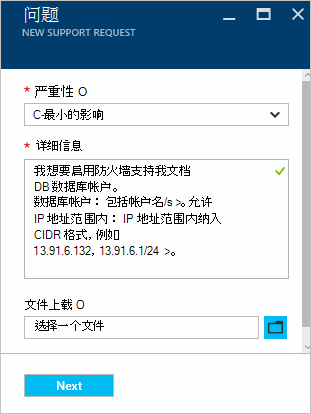 问题
NEW SUPPORT REQUEST
* 严重性 O
C-最小的影响
* 详细信息
我想要启用防火墙支持我文档
DB 数据库帐户。
数据库帐户： 包括帐户名/s >。允许
IP 地址范围内： IP 地址范围内纳入
CIDR 格式，例如
13.91.6.132，13.91.6.1/24 >。
文件上载 O
选择一个文件
Next